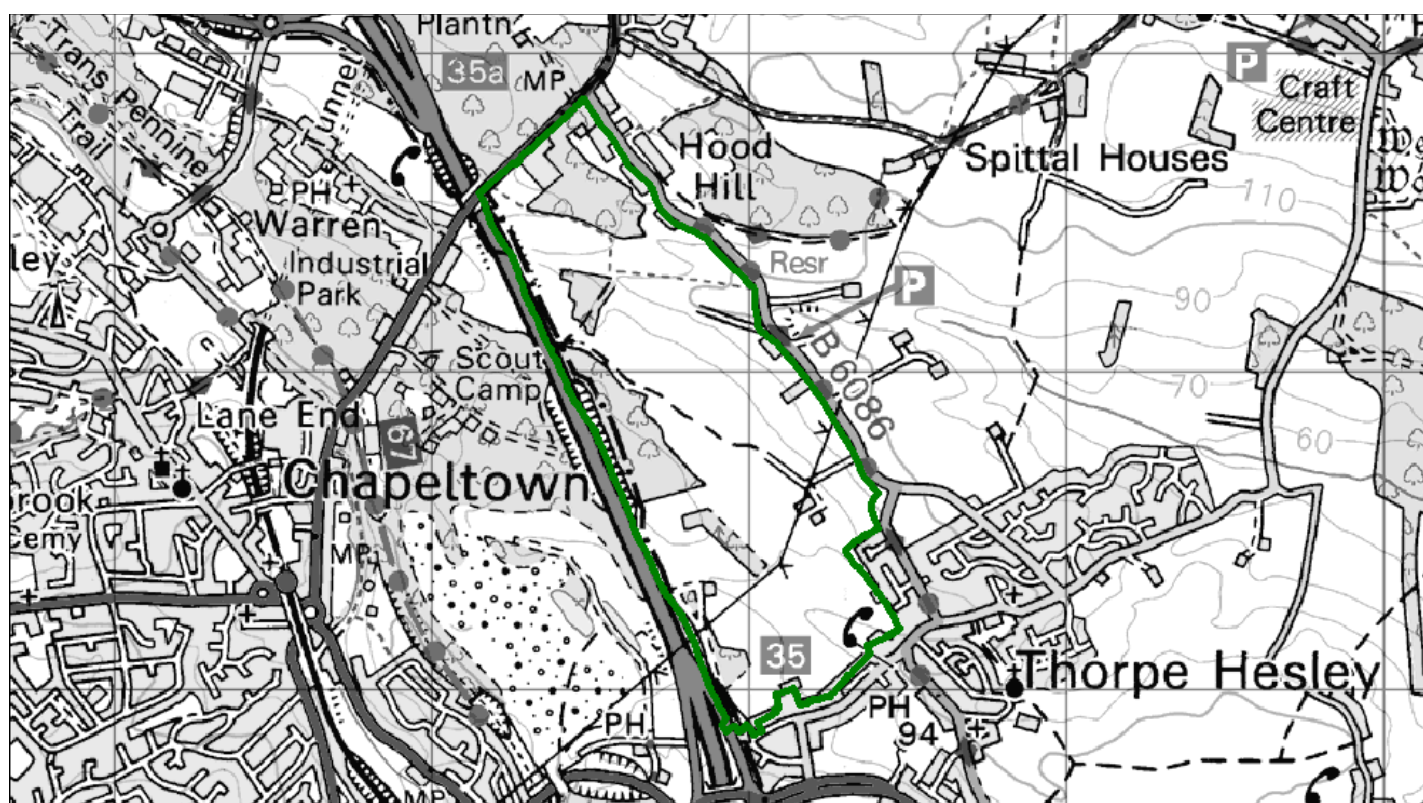 Plantn
35a
MP
P
Craft
Centre
Trans Pennine
Trail
Tunnel
Hood
Hill
Spittal Houses
110
PH
Warren
ley
Industrial
Park
Resr
P
90
B 6086
Scout
Camp
70
Lane End
67
60
Chapeltown
rook
Cemy
MP
35
Thorpe Hesley
PH
PH
94
MP